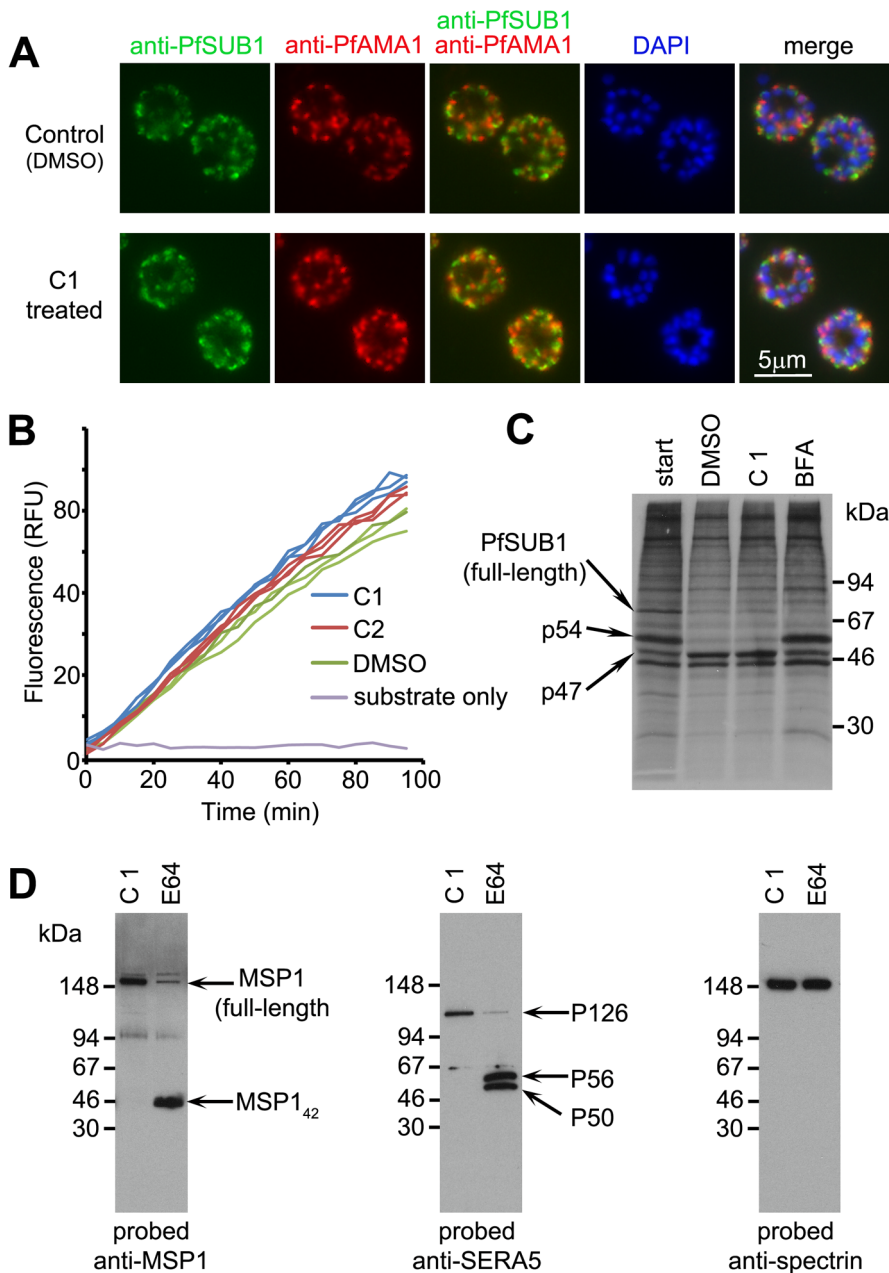 A
anti-PfSUB1
anti-PfAMA1
anti-PfSUB1
anti-PfAMA1
DAPI
merge
Control
(DMSO)
C1
treated
5μm
B
Fluorescence (RFU)
80
40
20
0
0 20 40 60 80 100
Time (min)
C1
C2
DMSO
substrate only
C
start
DMSO
C 1
BFA
kDa
PfSUB1
(full-length)
p54
p47
94
67
46
30
D
C 1
E64
kDa
148
94
67
46
30
MSP1
(full-length
MSP1₄₂
probed
anti-MSP1
C 1
E64
148
94
67
46
30
P126
P56
P50
probed
anti-SERA5
C 1
E64
148
94
67
46
30
probed
anti-spectrin